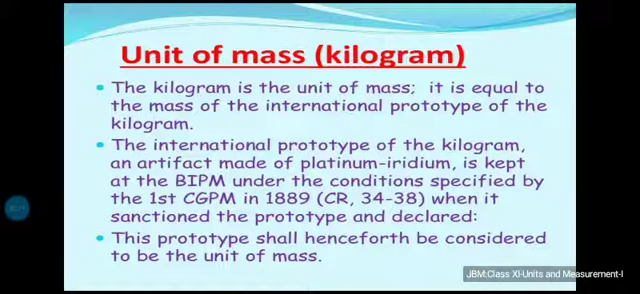 Unit of mass (kilogram)
• The kilogram is the unit of mass; it is equal to
the mass of the international prototype of the
kilogram.
• The international prototype of the kilogram,
an artifact made of platinum-iridium, is kept
at the BIPM under the conditions specified by
the 1st CGPM in 1889 (CR, 34-38) when it
sanctioned the prototype and declared:
• This prototype shall henceforth be considered
to be the unit of mass.
JBM:Class XI-Units and Measurement-I